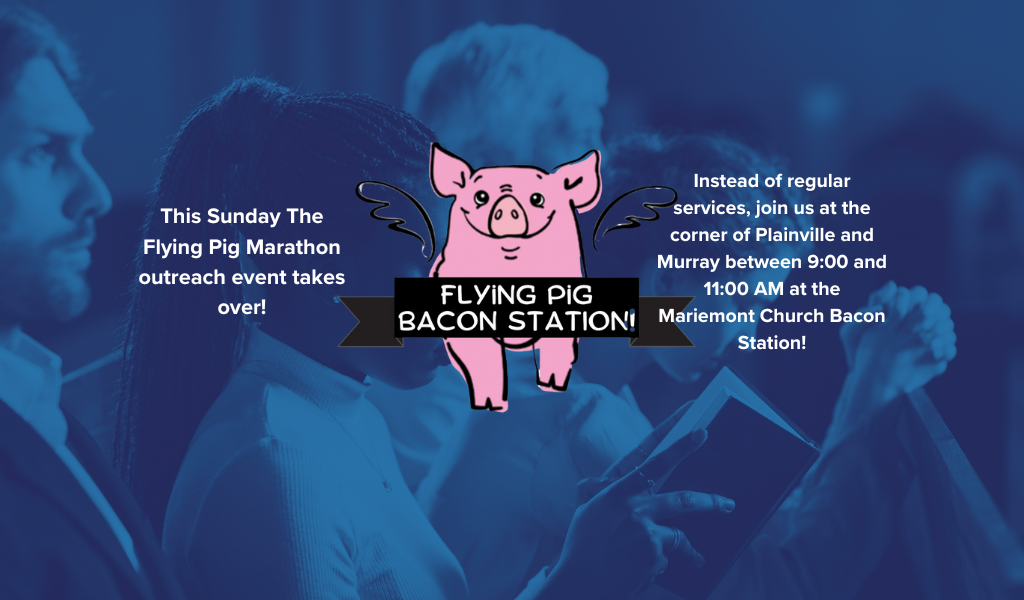 This Sunday The
Flying Pig Marathon
outreach event takes
over!
FLYING PIG
BACON STATION!
Instead of regular
services, join us at the
corner of Plainville and
Murray between 9:00 and
11:00 AM at the
Mariemont Church Bacon
Station!